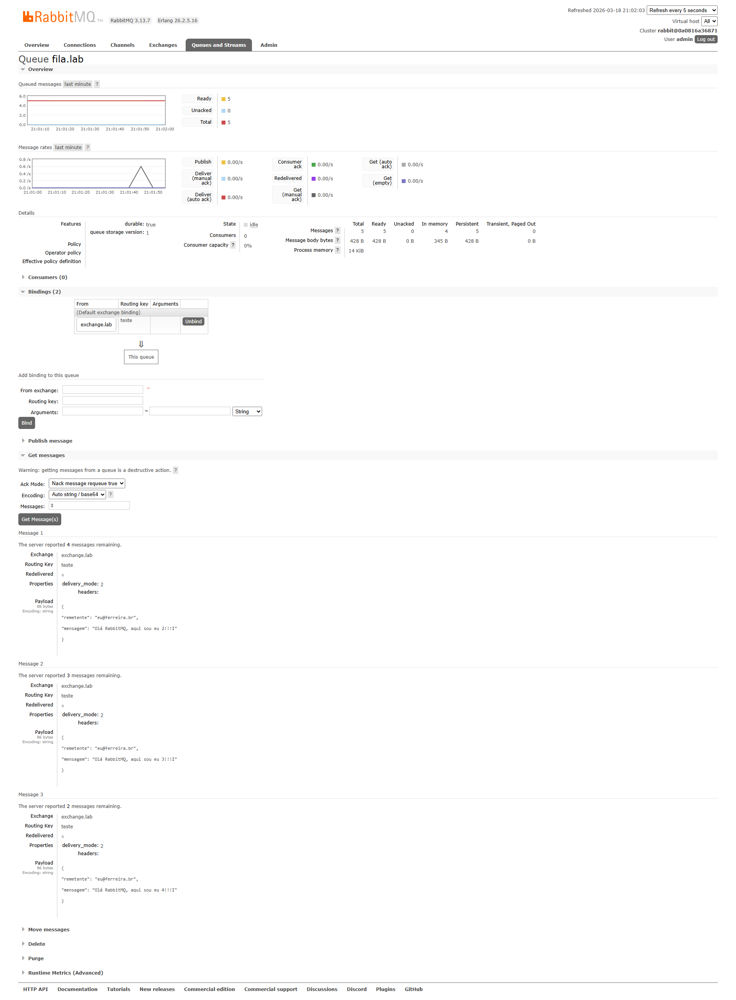 RabbitMQ TM RabbitMQ 3.13.7 Erlang 26.2.5.16
Refreshed 2026-03-18 21:02:03 Refresh every 5 seconds
Virtual host All
Cluster rabbit@0a0816a36871
User admin Log out
Overview Connections Channels Exchanges Queues and Streams Admin
Queue fila.lab
Overview
Queued messages last minute ?
6.0
4.0
2.0
0.0
21:01:10 21:01:20 21:01:30 21:01:40 21:01:50 21:02:00
Ready 5
Unacked 0
Total 5
Message rates last minute ?
0.8 /s
0.6 /s
0.4 /s
0.2 /s
0.0 /s
21:01:00 21:01:10 21:01:20 21:01:30 21:01:40 21:01:50
Publish 0.00/s
Deliver (manual ack) 0.00/s
Deliver (auto ack) 0.00/s
Consumer ack 0.00/s
Redelivered 0.00/s
Get (manual ack) 0.00/s
Get (auto ack) 0.00/s
Get (empty) 0.00/s
Details
Features durable: true
queue storage version: 1
Policy
Operator policy
Effective policy definition
State idle
Consumers 0
Consumer capacity ? 0%
Total Ready Unacked In memory Persistent Transient, Paged Out
Messages ? 5 5 0 4 5 0
Message body bytes ? 428 B 428 B 0 B 345 B 428 B 0 B
Process memory ? 14 KiB
Consumers (0)
Bindings (2)
From Routing key Arguments
(Default exchange binding)
exchange.lab teste Unbind
⇓
This queue
Add binding to this queue
From exchange: *
Routing key:
Arguments: = String
Bind
Publish message
Get messages
Warning: getting messages from a queue is a destructive action. ?
Ack Mode: Nack message requeue true
Encoding: Auto string / base64 ?
Messages: 3
Get Message(s)
Message 1
The server reported 4 messages remaining.
Exchange exchange.lab
Routing Key teste
Redelivered ○
Properties delivery_mode: 2
headers:
Payload
86 bytes
Encoding: string
{
"remetente": "eu@ferreira.br",
"mensagem": "Olá RabbitMQ, aqui sou eu 2!!!I"
}
Message 2
The server reported 3 messages remaining.
Exchange exchange.lab
Routing Key teste
Redelivered ○
Properties delivery_mode: 2
headers:
Payload
86 bytes
Encoding: string
{
"remetente": "eu@ferreira.br",
"mensagem": "Olá RabbitMQ, aqui sou eu 3!!!I"
}
Message 3
The server reported 2 messages remaining.
Exchange exchange.lab
Routing Key teste
Redelivered ○
Properties delivery_mode: 2
headers:
Payload
86 bytes
Encoding: string
{
"remetente": "eu@ferreira.br",
"mensagem": "Olá RabbitMQ, aqui sou eu 4!!!I"
}
Move messages
Delete
Purge
Runtime Metrics (Advanced)
HTTP API Documentation Tutorials New releases Commercial edition Commercial support Discussions Discord Plugins GitHub